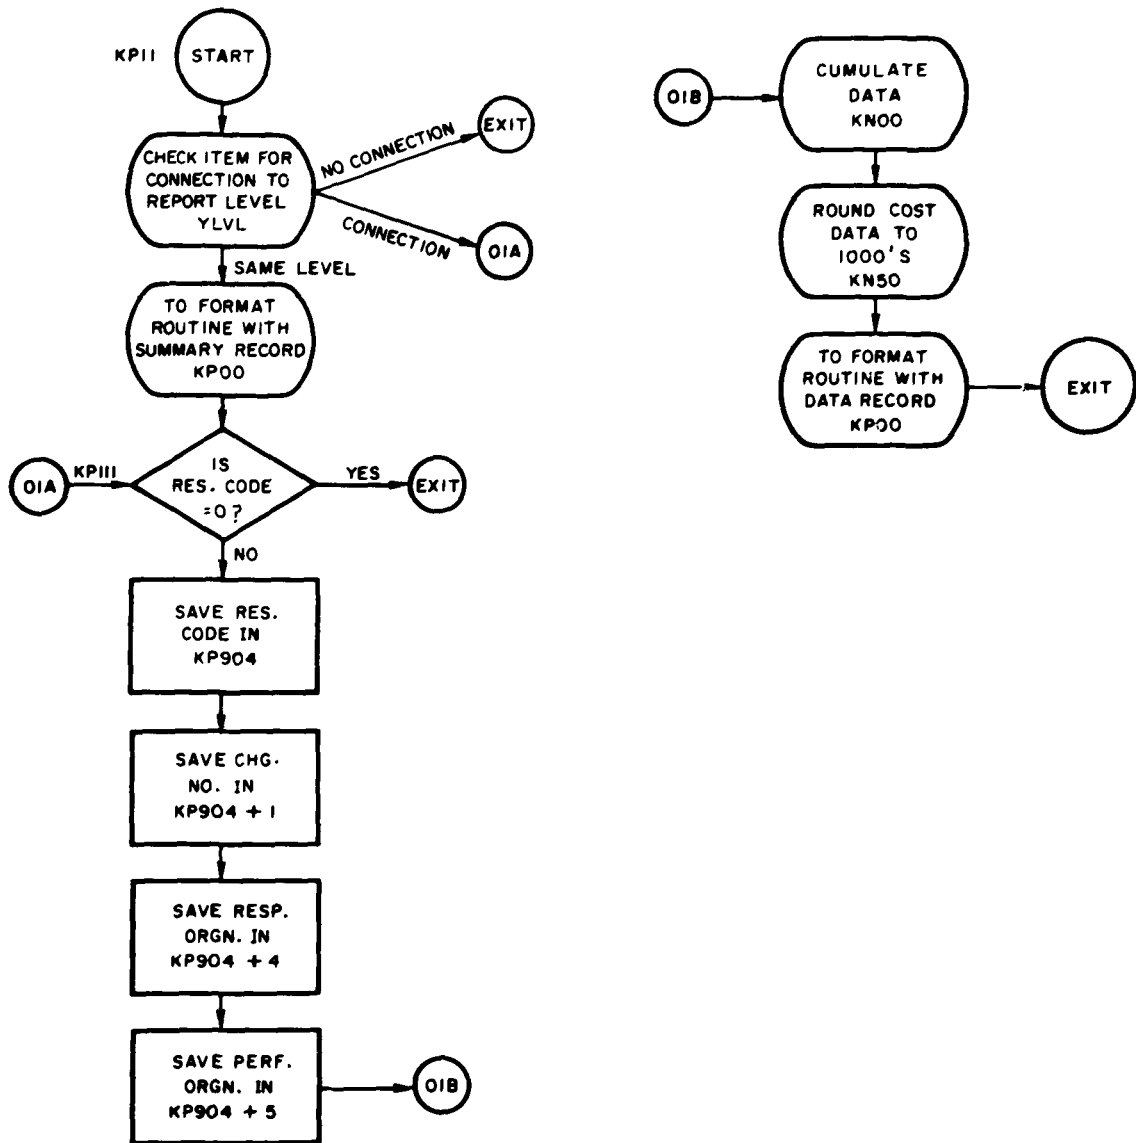 KP11
START
CHECK ITEM FOR
CONNECTION TO
REPORT LEVEL
YLVL
NO CONNECTION
EXIT
CONNECTION
01A
SAME LEVEL
TO FORMAT
ROUTINE WITH
SUMMARY RECORD
KP00
01A
KP111
IS
RES. CODE
=0?
YES
EXIT
NO
SAVE RES.
CODE IN
KP904
SAVE CHG.
NO. IN
KP904 + 1
SAVE RESP.
ORGN. IN
KP904 + 4
SAVE PERF.
ORGN. IN
KP904 + 5
01B
01B
CUMULATE
DATA
KN00
ROUND COST
DATA TO
1000'S
KN50
TO FORMAT
ROUTINE WITH
DATA RECORD
KP00
EXIT